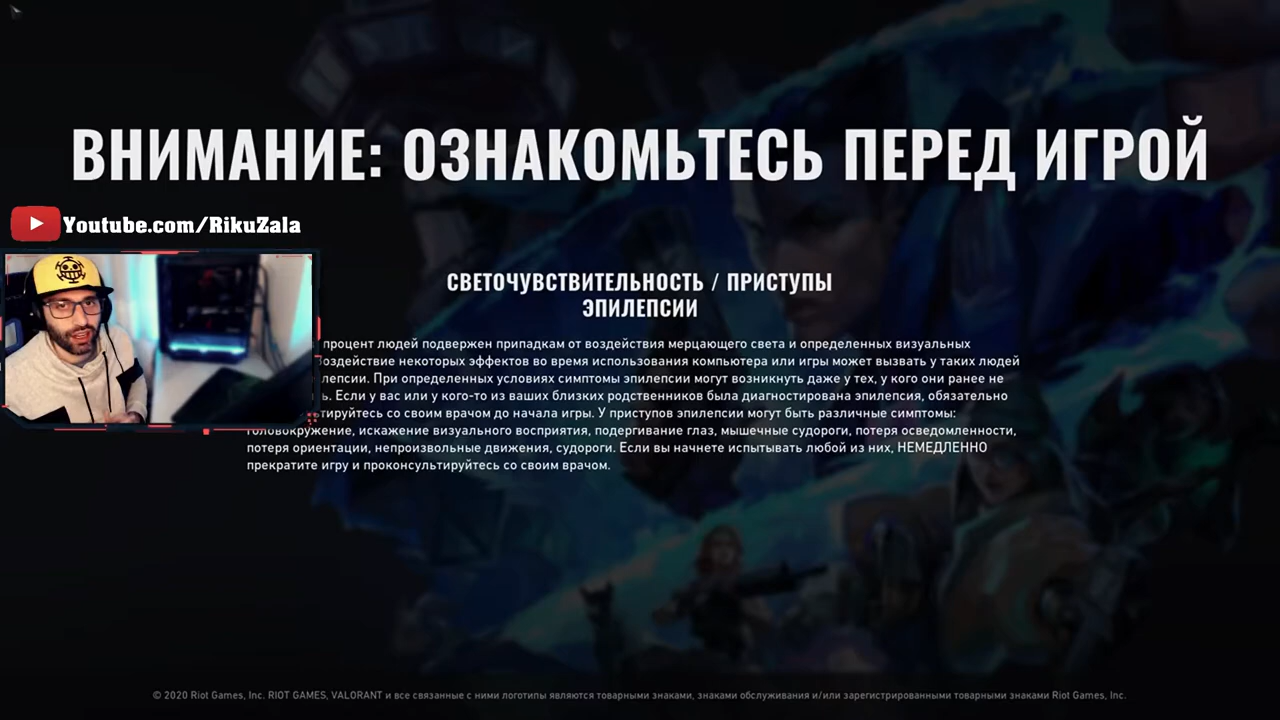 ВНИМАНИЕ: ОЗНАКОМЬТЕСЬ ПЕРЕД ИГРОЙ
Youtube.com/RikuZala
СВЕТОЧУВСТВИТЕЛЬНОСТЬ / ПРИСТУПЫ
ЭПИЛЕПСИИ
процент людей подвержен припадкам от воздействия мерцающего света и определенных визуальных
воздействие некоторых эффектов во время использования компьютера или игры может вызвать у таких людей
При определенных условиях симптомы эпилепсии могут возникнуть даже у тех, у кого они ранее не
Если у вас или у кого-то из ваших близких родственников была диагностирована эпилепсия, обязательно
со своим врачом до начала игры. У приступов эпилепсии могут быть различные симптомы:
головокружение, искажение визуального восприятия, подергивание глаз, мышечные судороги, потеря осведомленности,
потеря ориентации, непроизвольные движения, судороги. Если вы начнете испытывать любой из них, НЕМЕДЛЕННО
прекратите игру и проконсультируйтесь со своим врачом.
© 2020 Riot Games, Inc. RIOT GAMES, VALORANT и все связанные с ними логотипы являются товарными знаками, знаками обслуживания и/или зарегистрированными товарными знаками Riot Games, Inc.